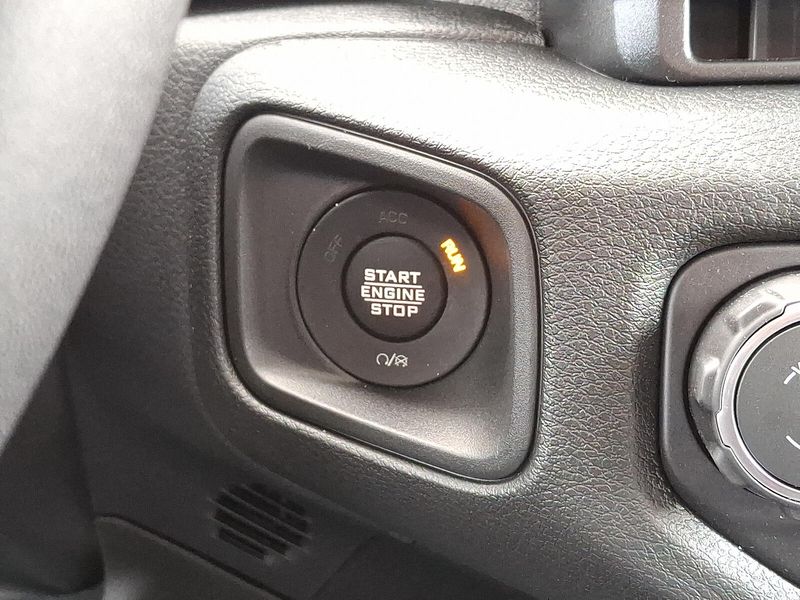 ACC
OFF
RUN
START
ENGINE
STOP